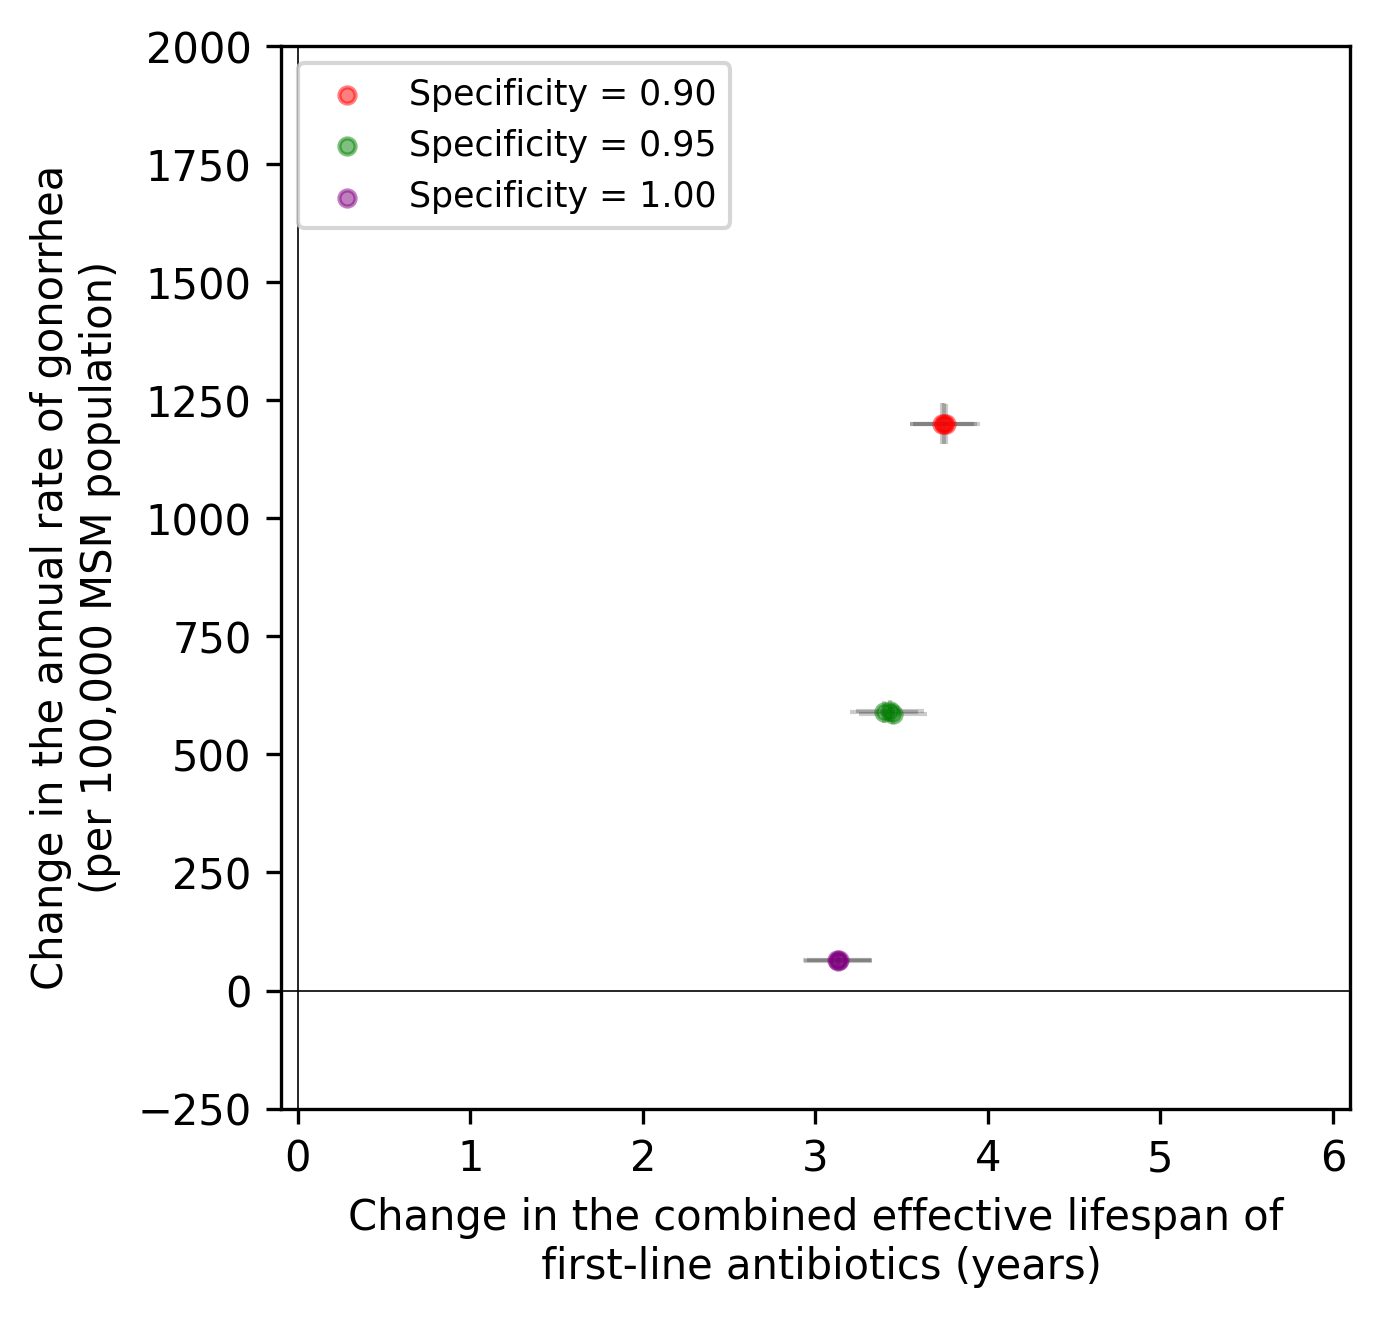 Change in the annual rate of gonorrhea
(per 100,000 MSM population)
2000
1750
1500
1250
1000
750
500
250
0
−250
Specificity = 0.90
Specificity = 0.95
Specificity = 1.00
0 1 2 3 4 5 6
Change in the combined effective lifespan of
first-line antibiotics (years)